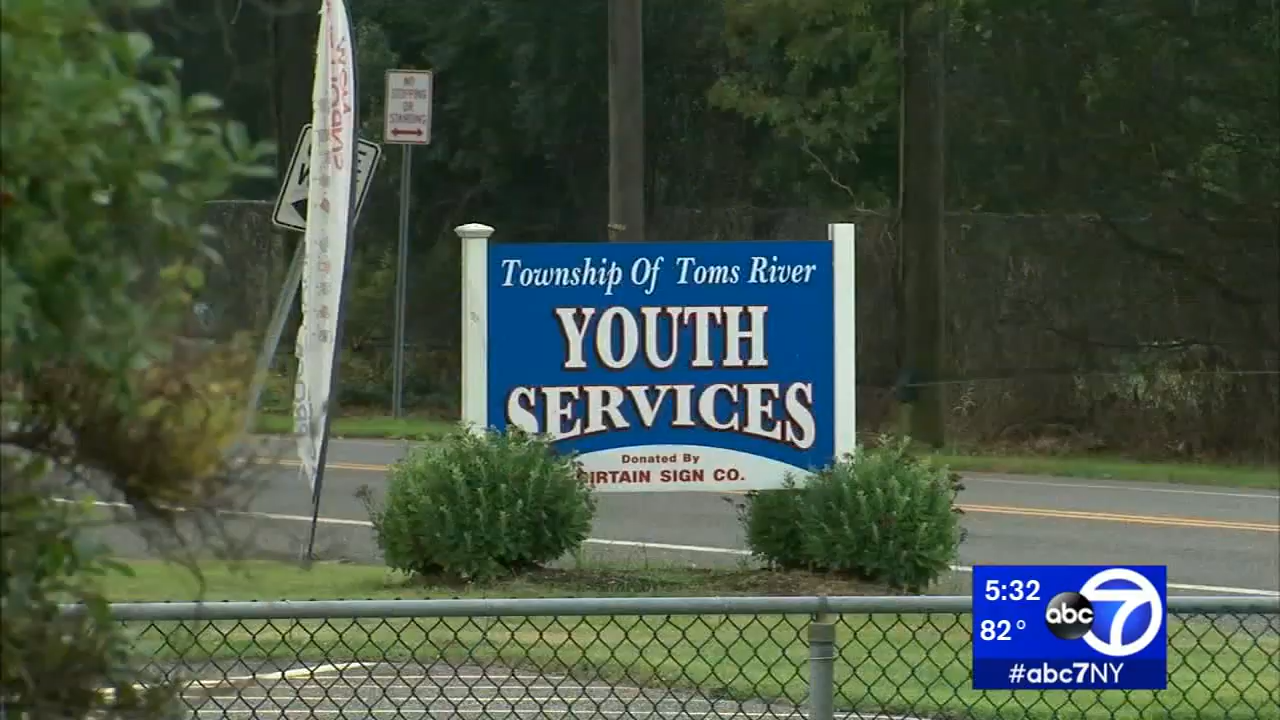 NO
STOPPING
OR
STANDING
Township Of Toms River
YOUTH
SERVICES
Donated By
IRTAIN SIGN CO.
5:32
82°
abc 7
#abc7NY